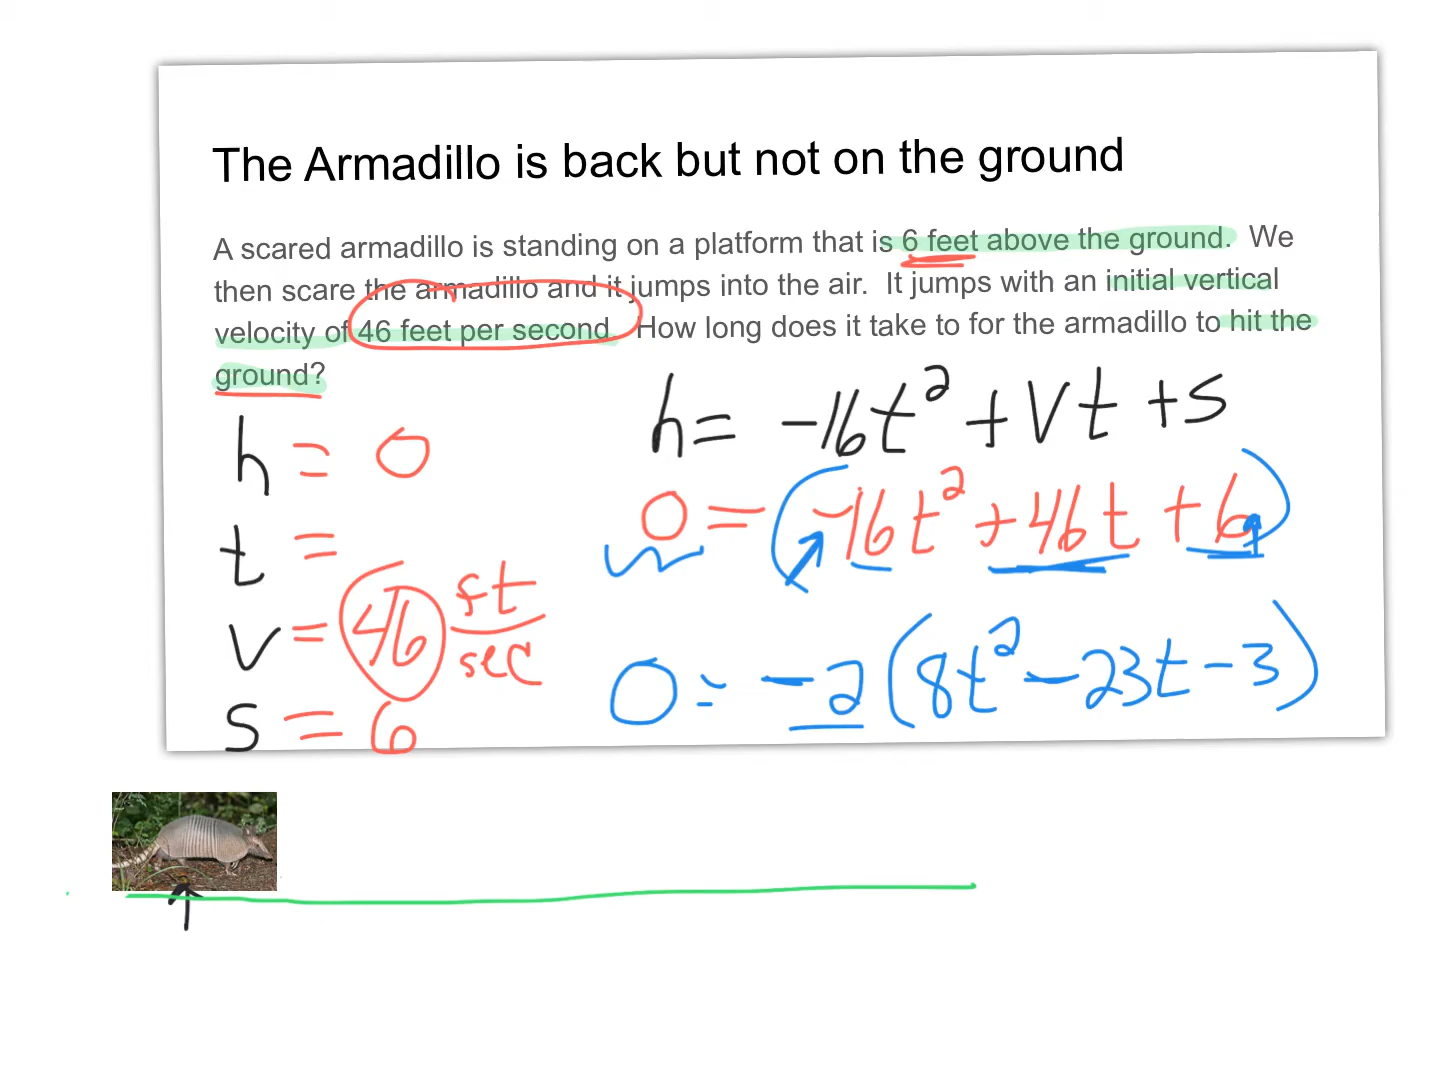 The Armadillo is back but not on the ground
A scared armadillo is standing on a platform that is 6 feet above the ground. We
then scare the armadillo and it jumps into the air. It jumps with an initial vertical
velocity of 46 feet per second. How long does it take to for the armadillo to hit the
ground?
h = -16t² + Vt + s
h = 0
0 = (-16t² + 46t + 6)
t =
v = 46 ft/sec
0 = -2(8t² - 23t - 3)
s = 6